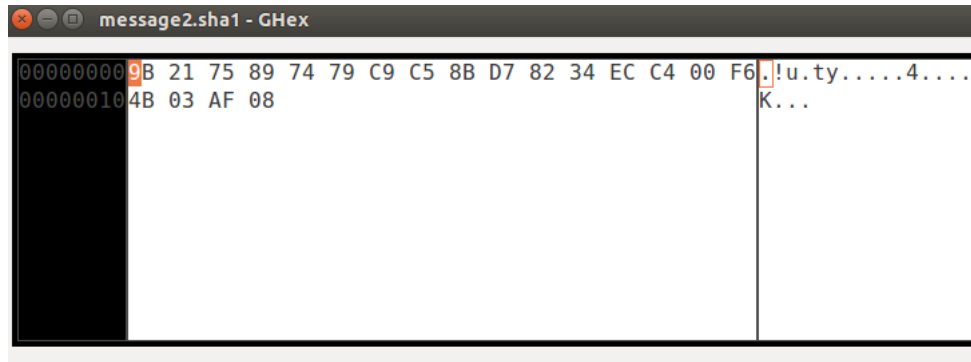 message2.sha1 - GHex
00000000 9B 21 75 89 74 79 C9 C5 8B D7 82 34 EC C4 00 F6 .!u.ty.....4....
00000010 4B 03 AF 08 K...